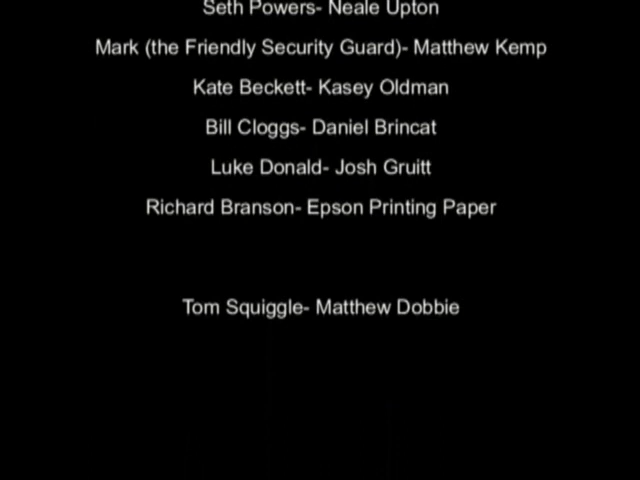 Seth Powers- Neale Upton
Mark (the Friendly Security Guard)- Matthew Kemp
Kate Beckett- Kasey Oldman
Bill Cloggs- Daniel Brincat
Luke Donald- Josh Gruitt
Richard Branson- Epson Printing Paper
Tom Squiggle- Matthew Dobbie